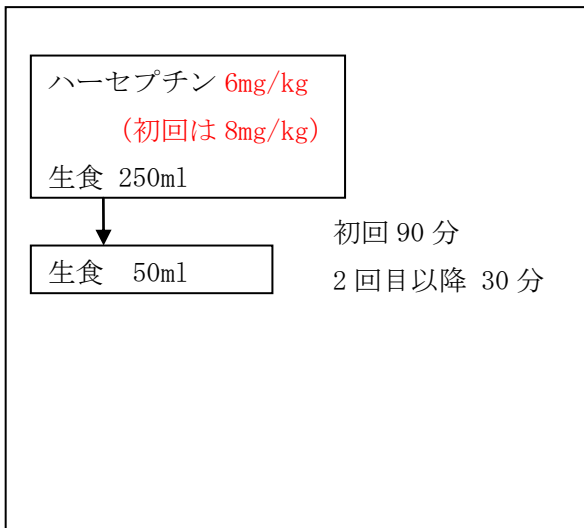 ハーセプチン 6mg/kg
（初回は 8mg/kg）
生食 250ml
生食 50ml
初回 90 分
2 回目以降 30 分